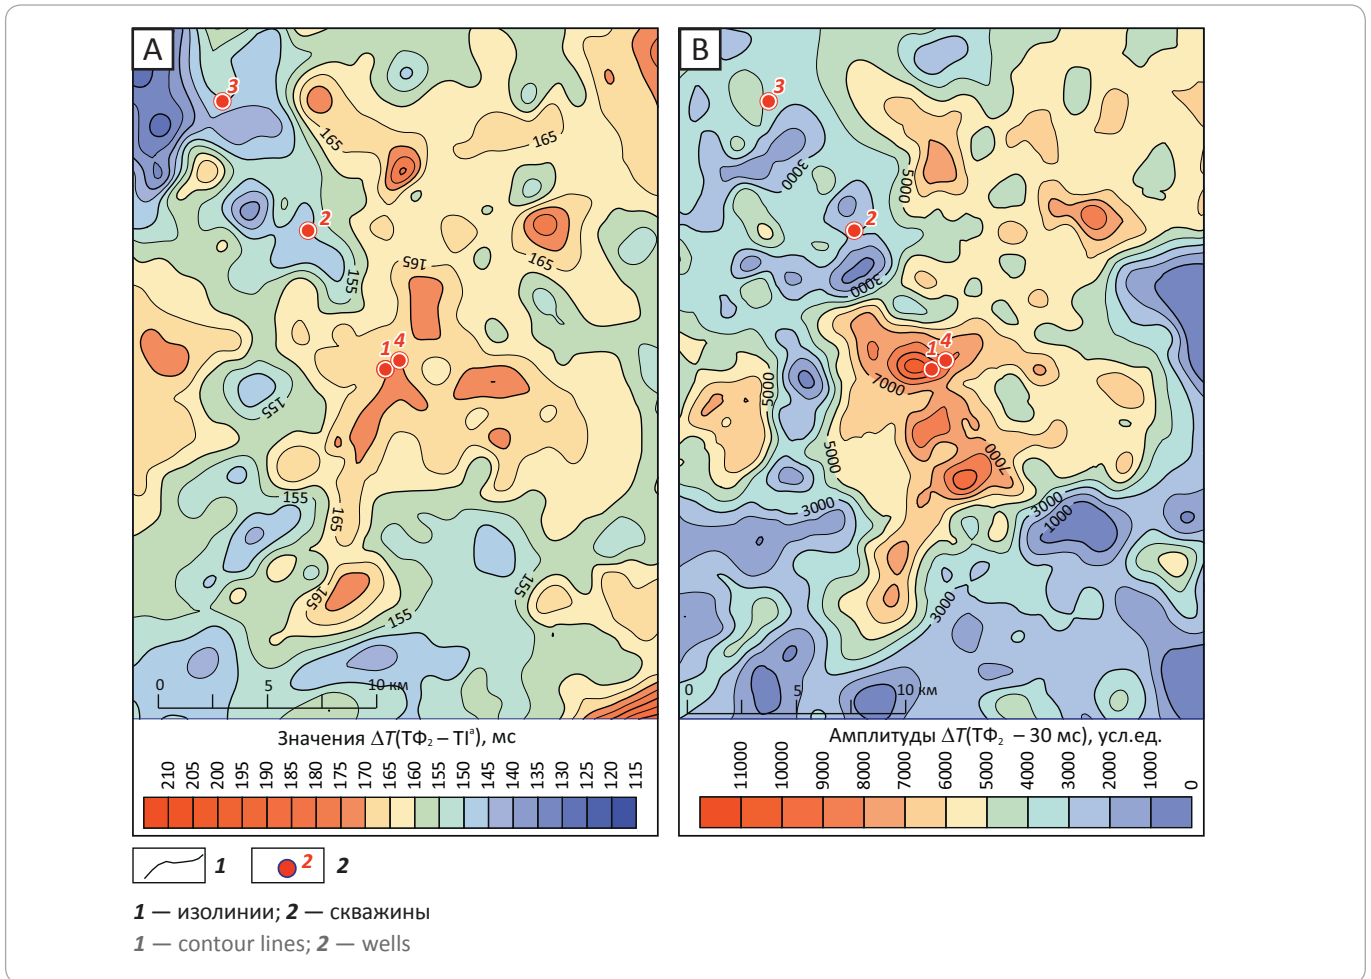 A
3
165
165
2
165
155
165
1 4
155
155
165
165
155
155
0 5 10 км
Значения ΔT(ТФ₂ – TIᵃ), мс
210 205 200 195 190 185 180 175 170 165 160 155 150 145 140 135 130 125 120 115
B
3
3000
5000
2
3000
1 4
7000
5000
5000
7000
3000
3000
1000
3000
0 5 10 км
Амплитуды ΔT(ТФ₂ – 30 мс), усл.ед.
11000 10000 9000 8000 7000 6000 5000 4000 3000 2000 1000 0
1 2 2
1 — изолинии; 2 — скважины
1 — contour lines; 2 — wells